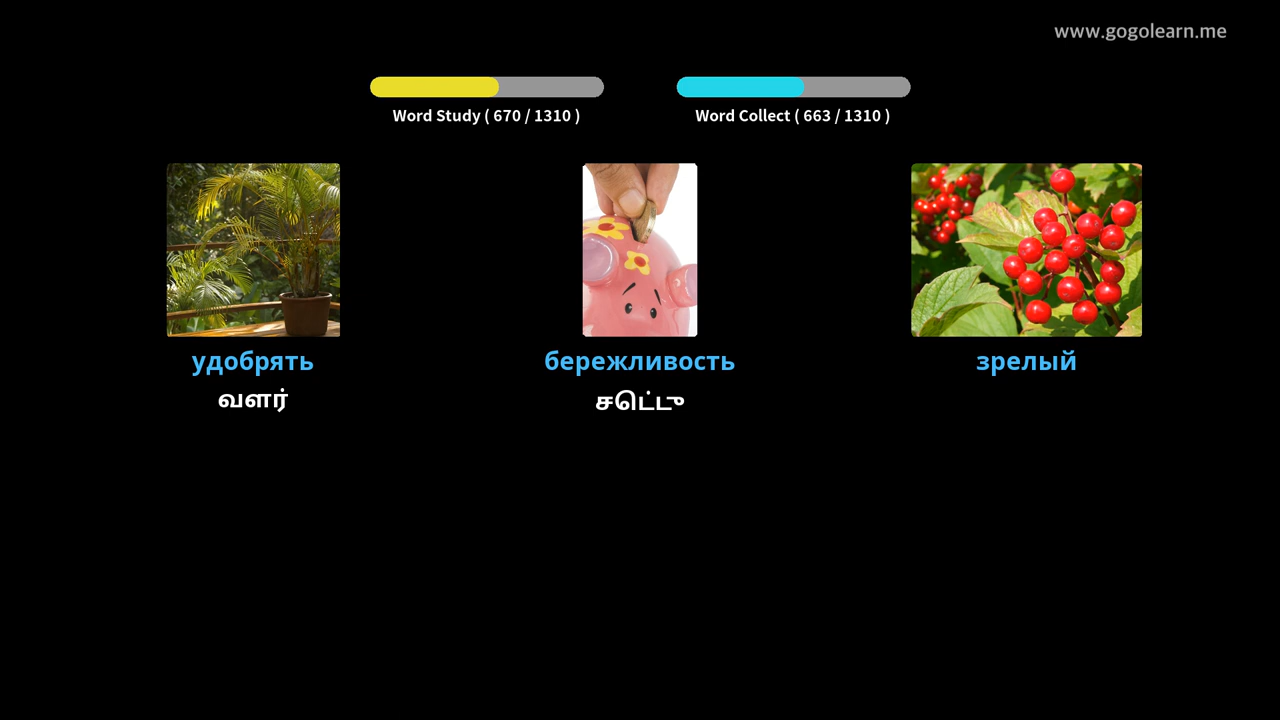 www.gogolearn.me
Word Study ( 670 / 1310 )
Word Collect ( 663 / 1310 )
удобрять
бережливость
зрелый
வளர்
செட்டு